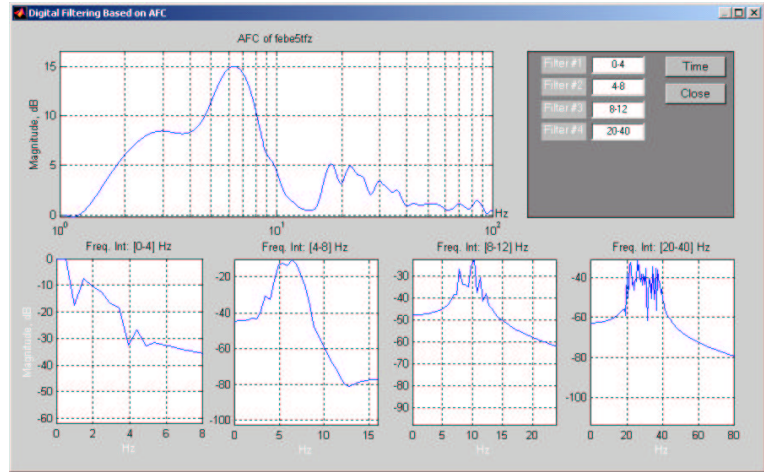 Digital Filtering Based on AFC
AFC of febe5tfz
Magnitude, dB
15
10
5
0
10^0
10^1
10^2
Hz
Filter #1
0-4
Time
Filter #2
4-8
Close
Filter #3
8-12
Filter #4
20-40
Freq. Int: [0-4] Hz
Freq. Int: [4-8] Hz
Freq. Int: [8-12] Hz
Freq. Int: [20-40] Hz
Magnitude, dB
0
-10
-20
-30
-40
-50
-60
0
2
4
6
8
Hz
-20
-40
-60
-80
-100
0
5
10
15
Hz
-30
-40
-50
-60
-70
-80
-90
0
5
10
15
20
Hz
-40
-60
-80
-100
0
20
40
60
80
Hz